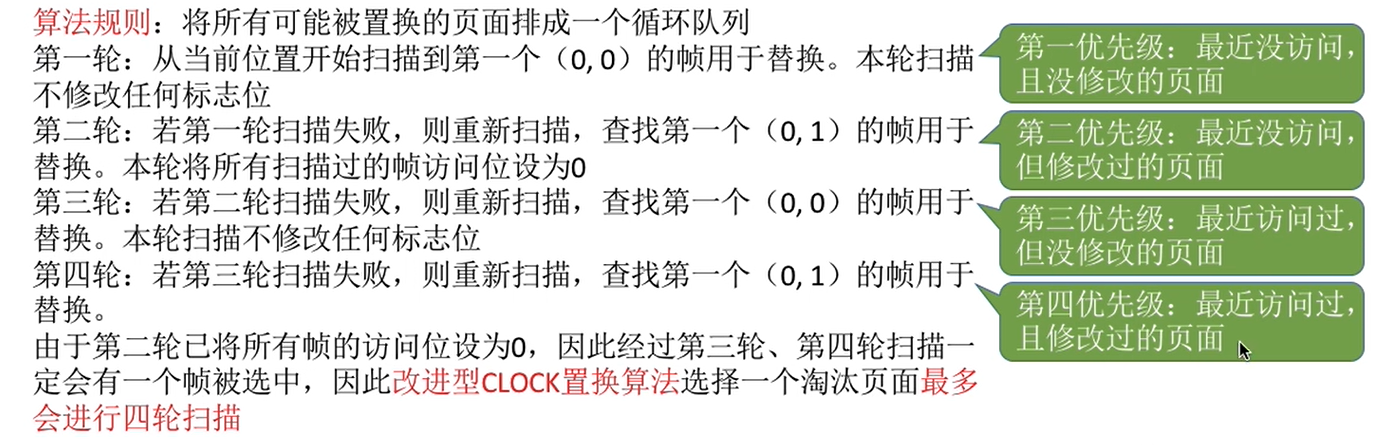 算法规则：将所有可能被置换的页面排成一个循环队列
第一轮：从当前位置开始扫描到第一个（0, 0）的帧用于替换。本轮扫描
不修改任何标志位
第二轮：若第一轮扫描失败，则重新扫描，查找第一个（0, 1）的帧用于
替换。本轮将所有扫描过的帧访问位设为0
第三轮：若第二轮扫描失败，则重新扫描，查找第一个（0, 0）的帧用于
替换。本轮扫描不修改任何标志位
第四轮：若第三轮扫描失败，则重新扫描，查找第一个（0, 1）的帧用于
替换。
由于第二轮已将所有帧的访问位设为0，因此经过第三轮、第四轮扫描一
定会有一个帧被选中，因此改进型CLOCK置换算法选择一个淘汰页面最多
会进行四轮扫描
第一优先级：最近没访问，
且没修改的页面
第二优先级：最近没访问，
但修改过的页面
第三优先级：最近访问过，
但没修改的页面
第四优先级：最近访问过，
且修改过的页面